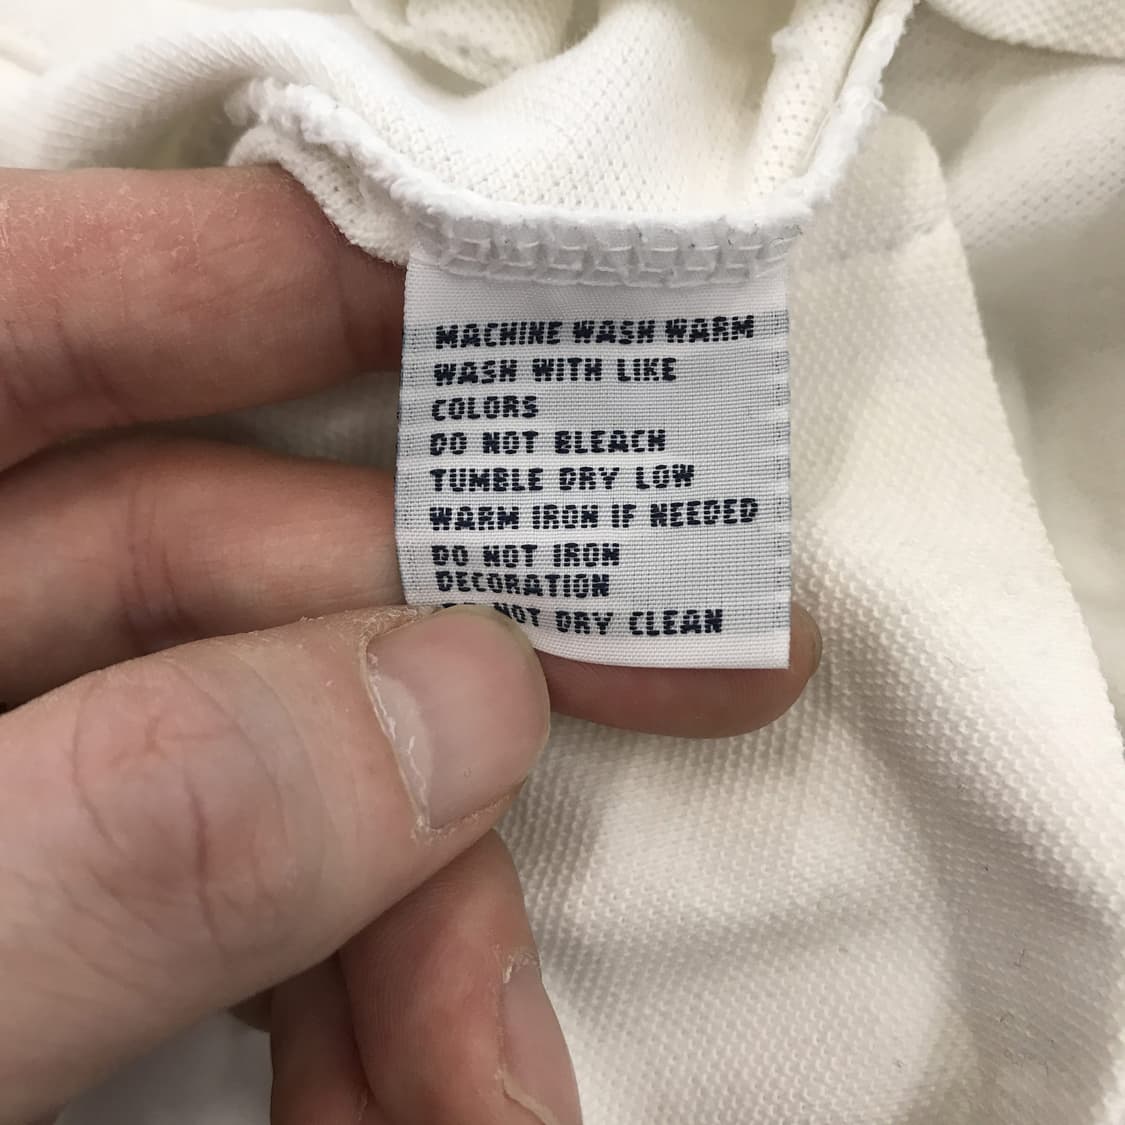 MACHINE WASH WARM
WASH WITH LIKE
COLORS
DO NOT BLEACH
TUMBLE DRY LOW
WARM IRON IF NEEDED
DO NOT IRON
DECORATION
NOT DRY CLEAN